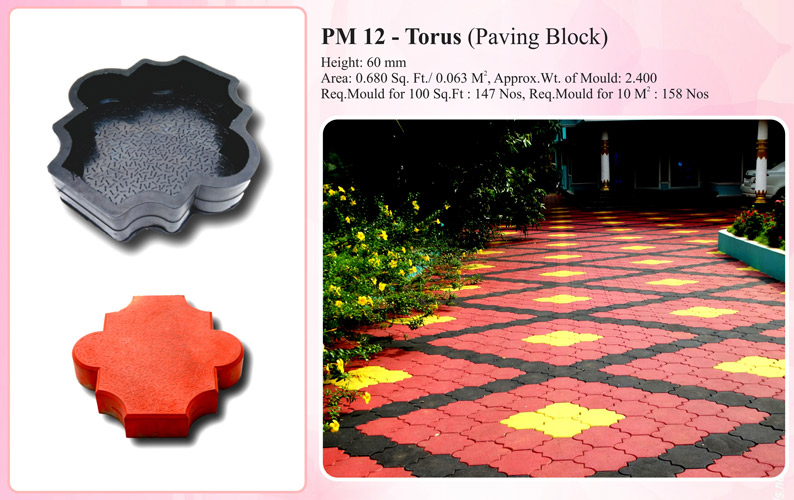 PM 12 - Torus (Paving Block)
Height: 60 mm
Area: 0.680 Sq. Ft./ 0.063 M², Approx.Wt. of Mould: 2.400
Req.Mould for 100 Sq.Ft : 147 Nos, Req.Mould for 10 M² : 158 Nos